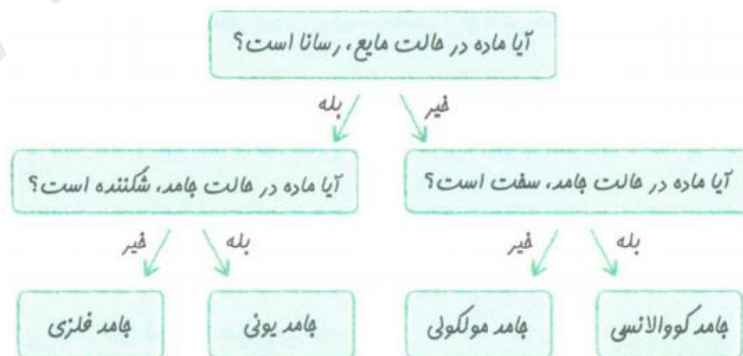 آیا ماده در حالت مایع، رسانا است؟
خیر
بله
آیا ماده در حالت جامد، سفت است؟
آیا ماده در حالت جامد، شکننده است؟
بله
خیر
بله
خیر
جامد کووالانسی
جامد مولکولی
جامد یونی
جامد فلزی